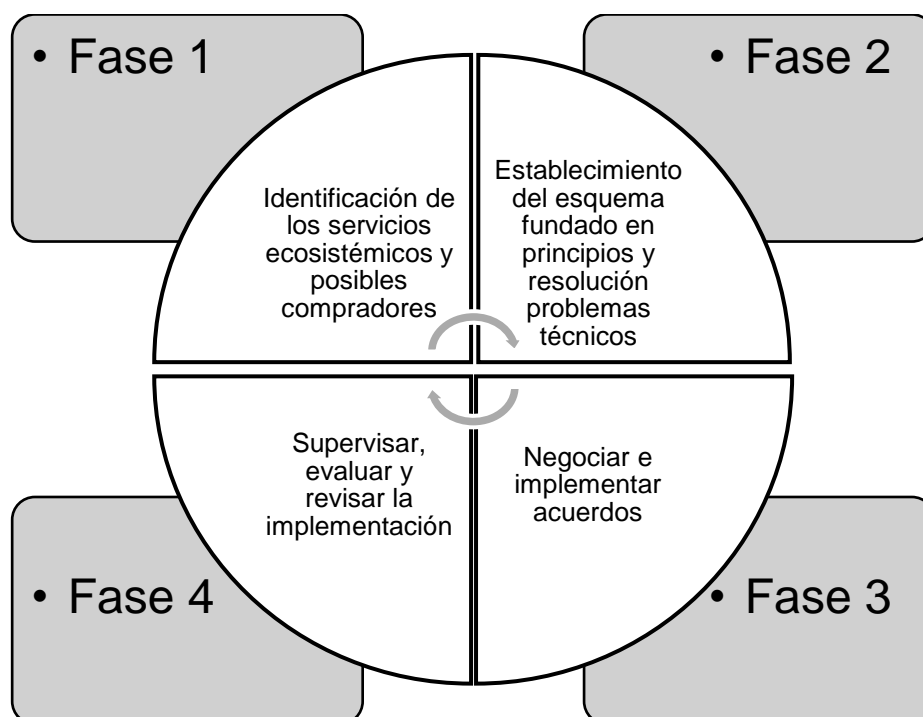 • Fase 1
Identificación de
los servicios
ecosistémicos y
posibles
compradores
• Fase 2
Establecimiento
del esquema
fundado en
principios y
resolución
problemas
técnicos
• Fase 3
Negociar e
implementar
acuerdos
• Fase 4
Supervisar,
evaluar y
revisar la
implementación